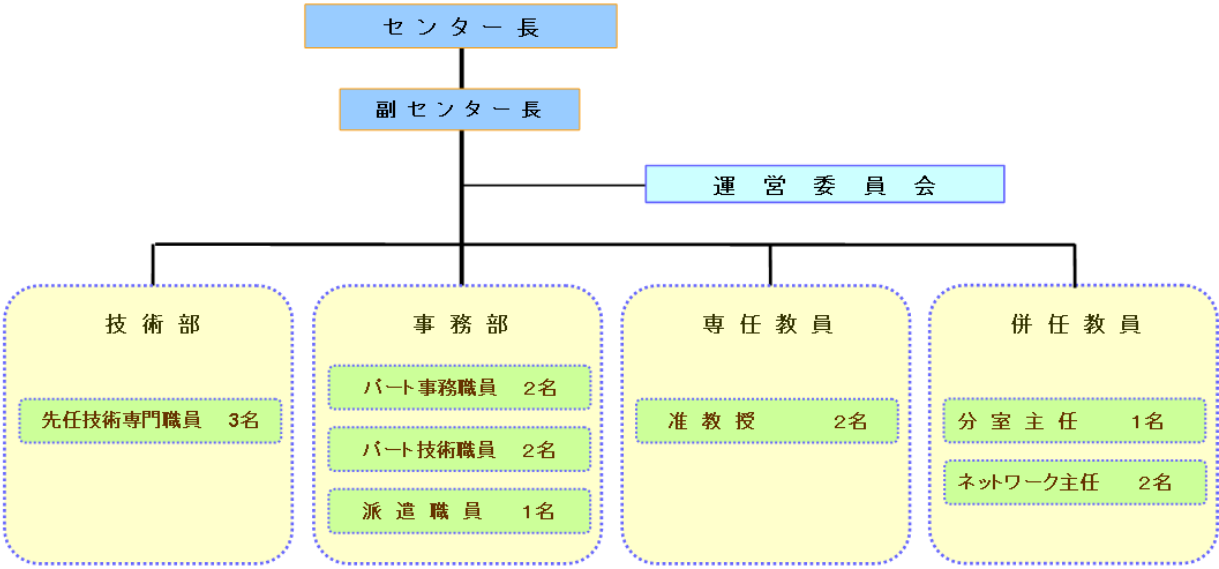 センター長
副センター長
運営委員会
技術部
先任技術専門職員 3名
事務部
パート事務職員 2名
パート技術職員 2名
派遣職員 1名
専任教員
准教授 2名
併任教員
分室主任 1名
ネットワーク主任 2名